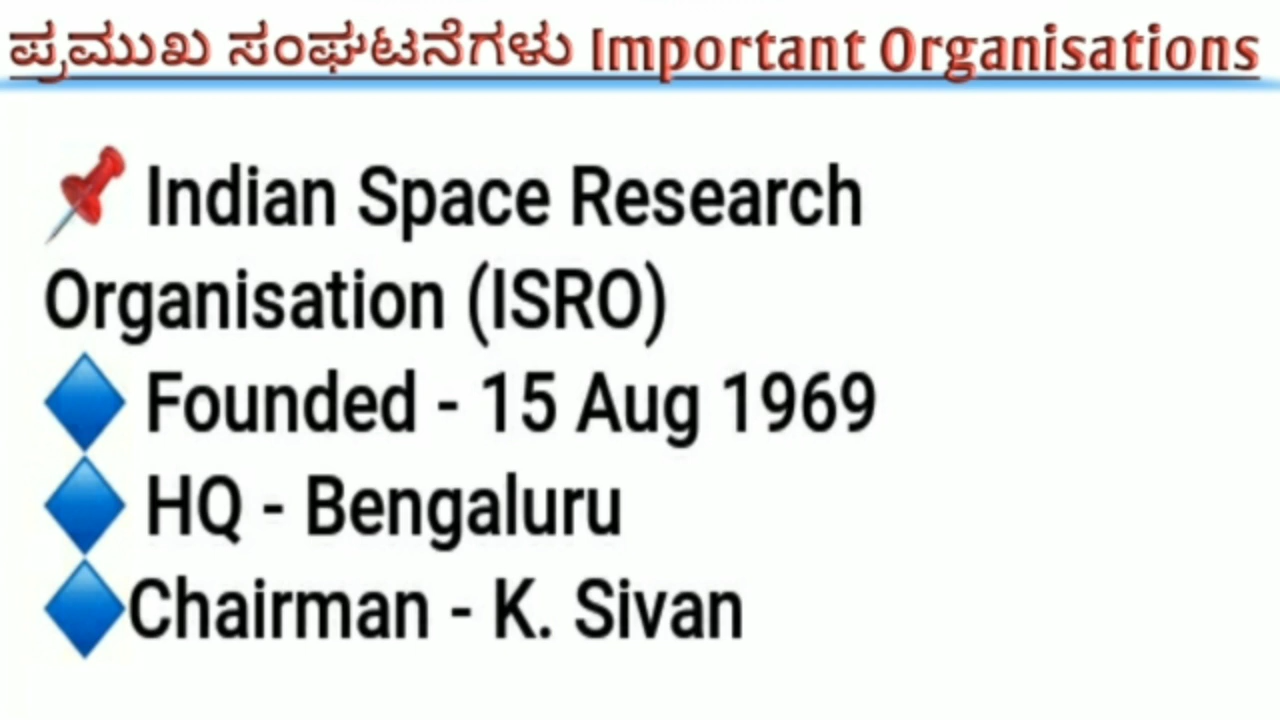 ಪ್ರಮುಖ ಸಂಘಟನೆಗಳು Important Organisations
📌 Indian Space Research
Organisation (ISRO)
🔷 Founded - 15 Aug 1969
🔷 HQ - Bengaluru
🔷Chairman - K. Sivan